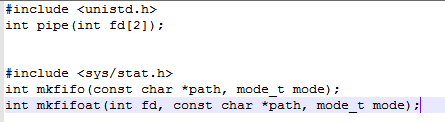 #include <unistd.h>
int pipe(int fd[2]);
#include <sys/stat.h>
int mkfifo(const char *path, mode_t mode);
int mkfifoat(int fd, const char *path, mode_t mode);